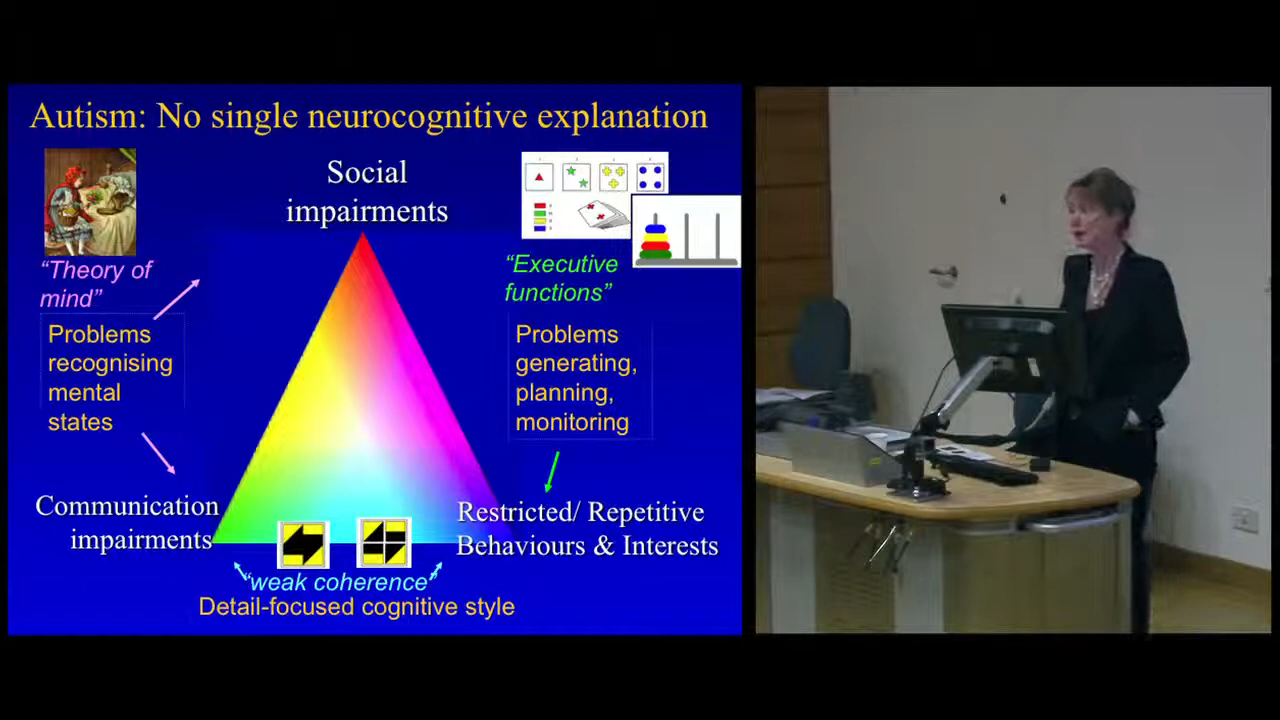 Autism: No single neurocognitive explanation
Social
impairments
“Theory of
mind”
Problems
recognising
mental
states
“Executive
functions”
Problems
generating,
planning,
monitoring
Communication
impairments
Restricted/ Repetitive
Behaviours & Interests
“weak coherence”
Detail-focused cognitive style